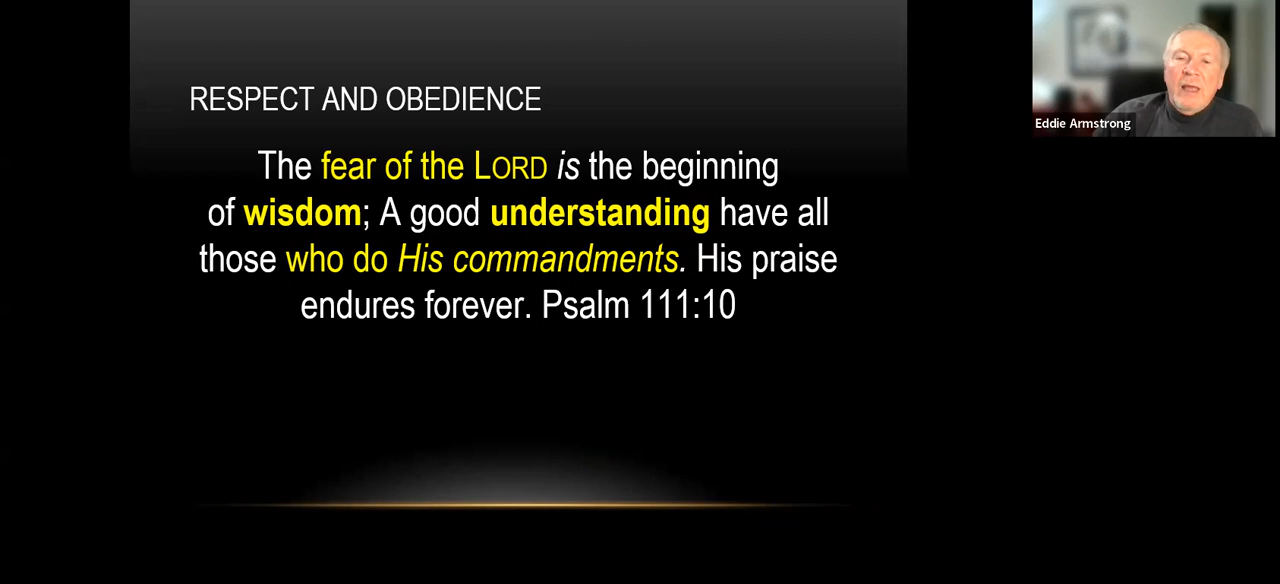 RESPECT AND OBEDIENCE
The fear of the LORD is the beginning
of wisdom; A good understanding have all
those who do His commandments. His praise
endures forever. Psalm 111:10
Eddie Armstrong